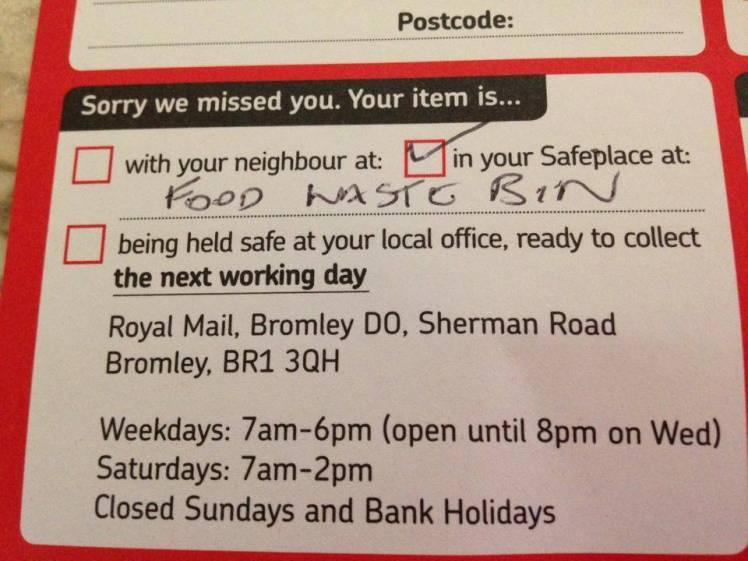 Postcode:
Sorry we missed you. Your item is...
with your neighbour at: in your Safeplace at:
FOOD WASTE BIN
being held safe at your local office, ready to collect
the next working day
Royal Mail, Bromley DO, Sherman Road
Bromley, BR1 3QH
Weekdays: 7am-6pm (open until 8pm on Wed)
Saturdays: 7am-2pm
Closed Sundays and Bank Holidays